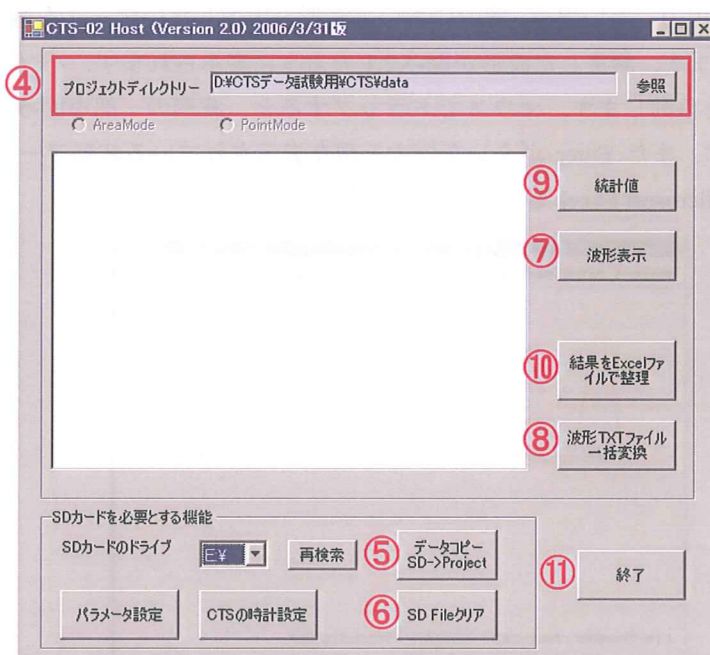 CTS-02 Host (Version 2.0) 2006/3/31版
④ プロジェクトディレクトリー D:¥CTSデータ試験用¥CTS¥data 参照
AreaMode PointMode
⑨ 統計値
⑦ 波形表示
⑩ 結果をExcelファ
イルで整理
⑧ 波形TXTファイル
一括変換
SDカードを必要とする機能
SDカードのドライブ E:¥ 再検索
⑤ データコピー
SD->Project
⑪ 終了
パラメータ設定 CTSの時計設定 ⑥ SD Fileクリア